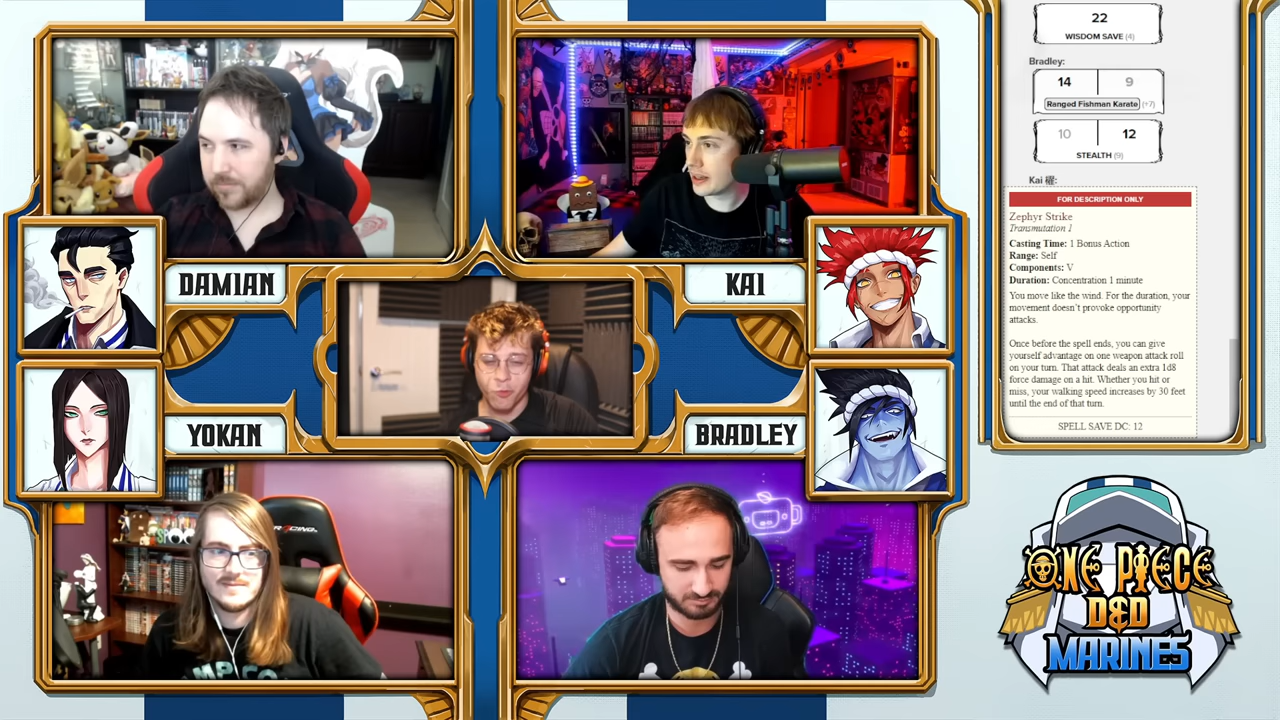 22
WISDOM SAVE (4)
Bradley:
14 9
Ranged Fishman Karate (+7)
10 12
STEALTH (9)
Kai 櫂:
FOR DESCRIPTION ONLY
Zephyr Strike
Transmutation 1
Casting Time: 1 Bonus Action
Range: Self
Components: V
Duration: Concentration 1 minute
You move like the wind. For the duration, your
movement doesn't provoke opportunity
attacks.
Once before the spell ends, you can give
yourself advantage on one weapon attack roll
on your turn. That attack deals an extra 1d8
force damage on a hit. Whether you hit or
miss, your walking speed increases by 30 feet
until the end of that turn.
SPELL SAVE DC: 12
DAMIAN
KAI
YOKAN
BRADLEY
ONE PIECE
D&D
MARINES